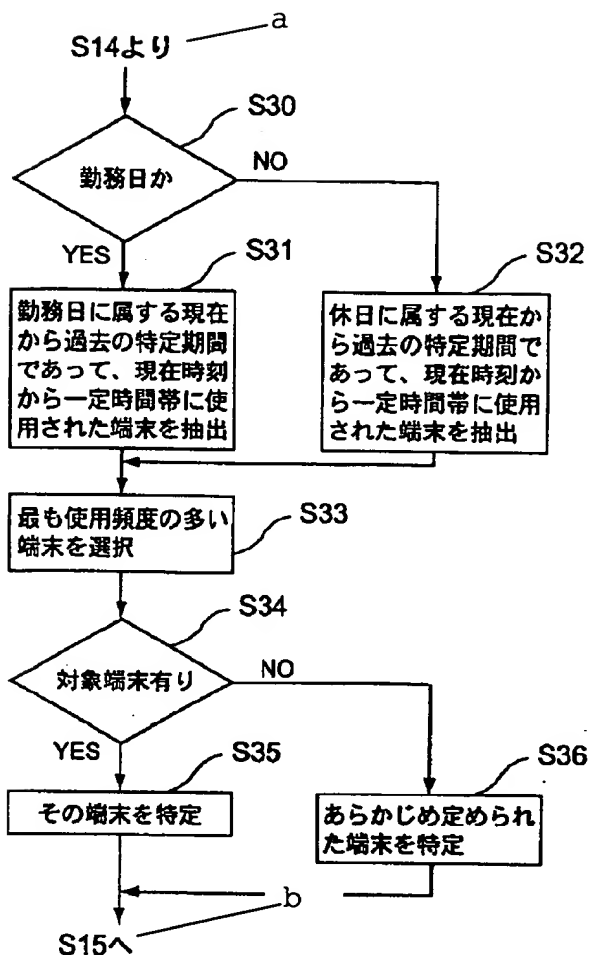 a
S14より
S30
勤務日か
NO
YES
S31
S32
勤務日に属する現在
から過去の特定期間
であって、現在時刻
から一定時間帯に使
用された端末を抽出
休日に属する現在か
ら過去の特定期間で
あって、現在時刻か
ら一定時間帯に使用
された端末を抽出
最も使用頻度の多い
端末を選択
S33
S34
対象端末有り
NO
YES
S35
S36
その端末を特定
あらかじめ定められ
た端末を特定
b
S15へ